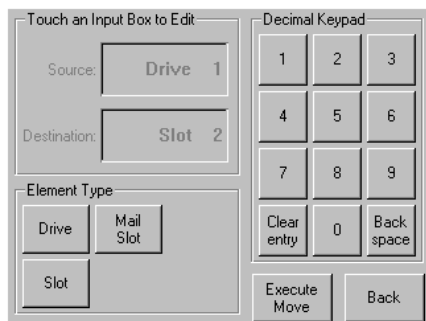 Touch an Input Box to Edit
Source: Drive 1
Destination: Slot 2
Element Type
Drive
Mail
Slot
Slot
Decimal Keypad
1 2 3
4 5 6
7 8 9
Clear
entry
0
Back
space
Execute
Move
Back